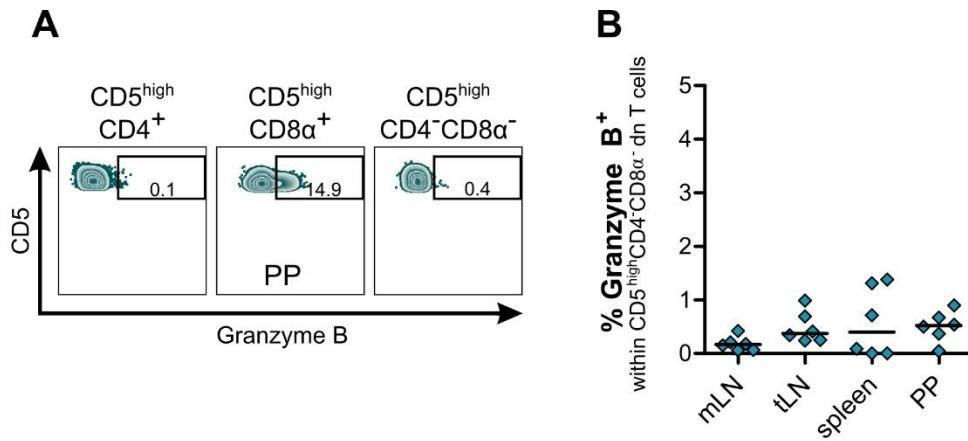 A
CD5high CD4+
CD5high CD8α+
CD5high CD4-CD8α-
CD5
0.1
14.9
0.4
PP
Granzyme B
B
% Granzyme B+
within CD5highCD4-CD8α- dn T cells
5
4
3
2
1
0
mLN
tLN
spleen
PP